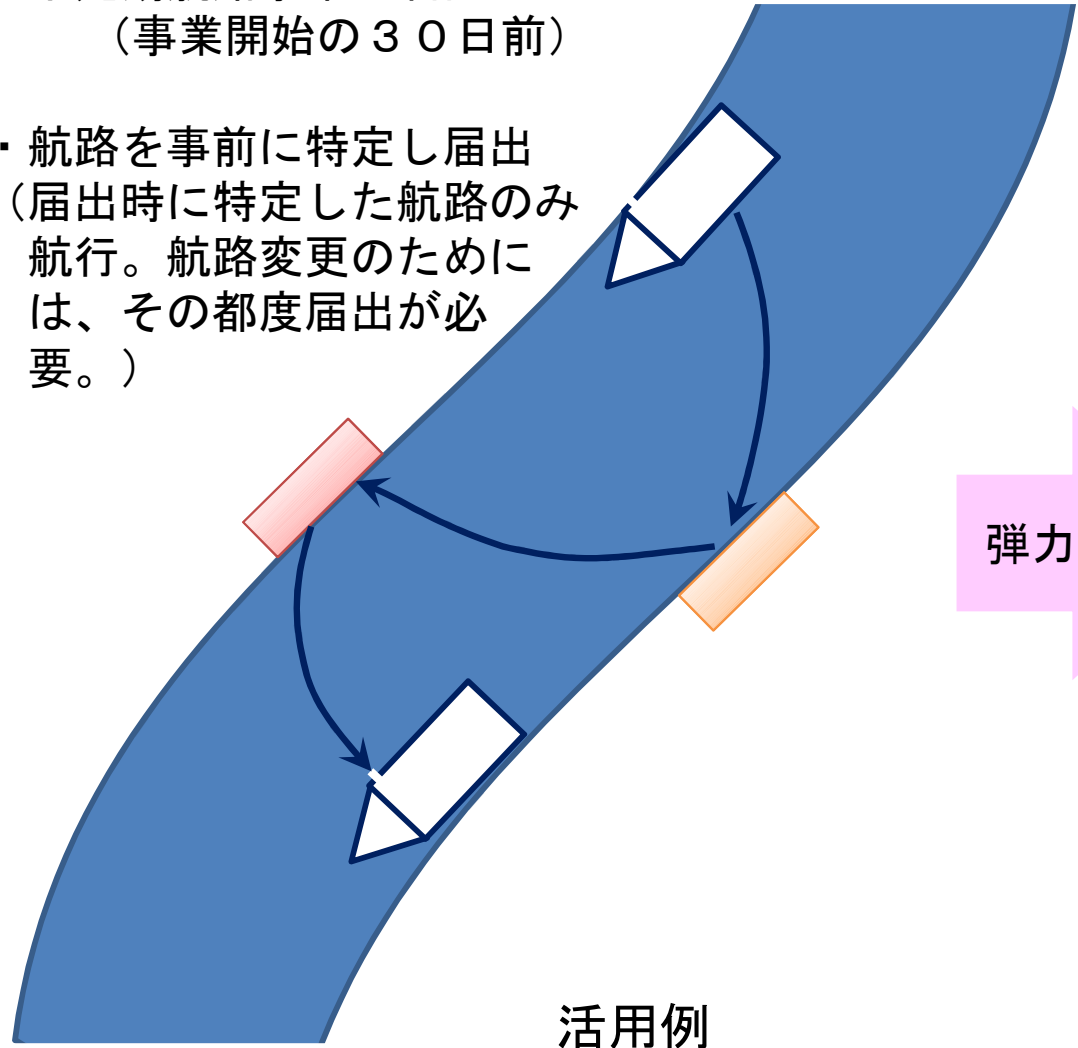 （事業開始の３０日前）
・航路を事前に特定し届出
（届出時に特定した航路のみ
航行。航路変更のためにに
は、その都度届出が必
要。）
弾力
活用例